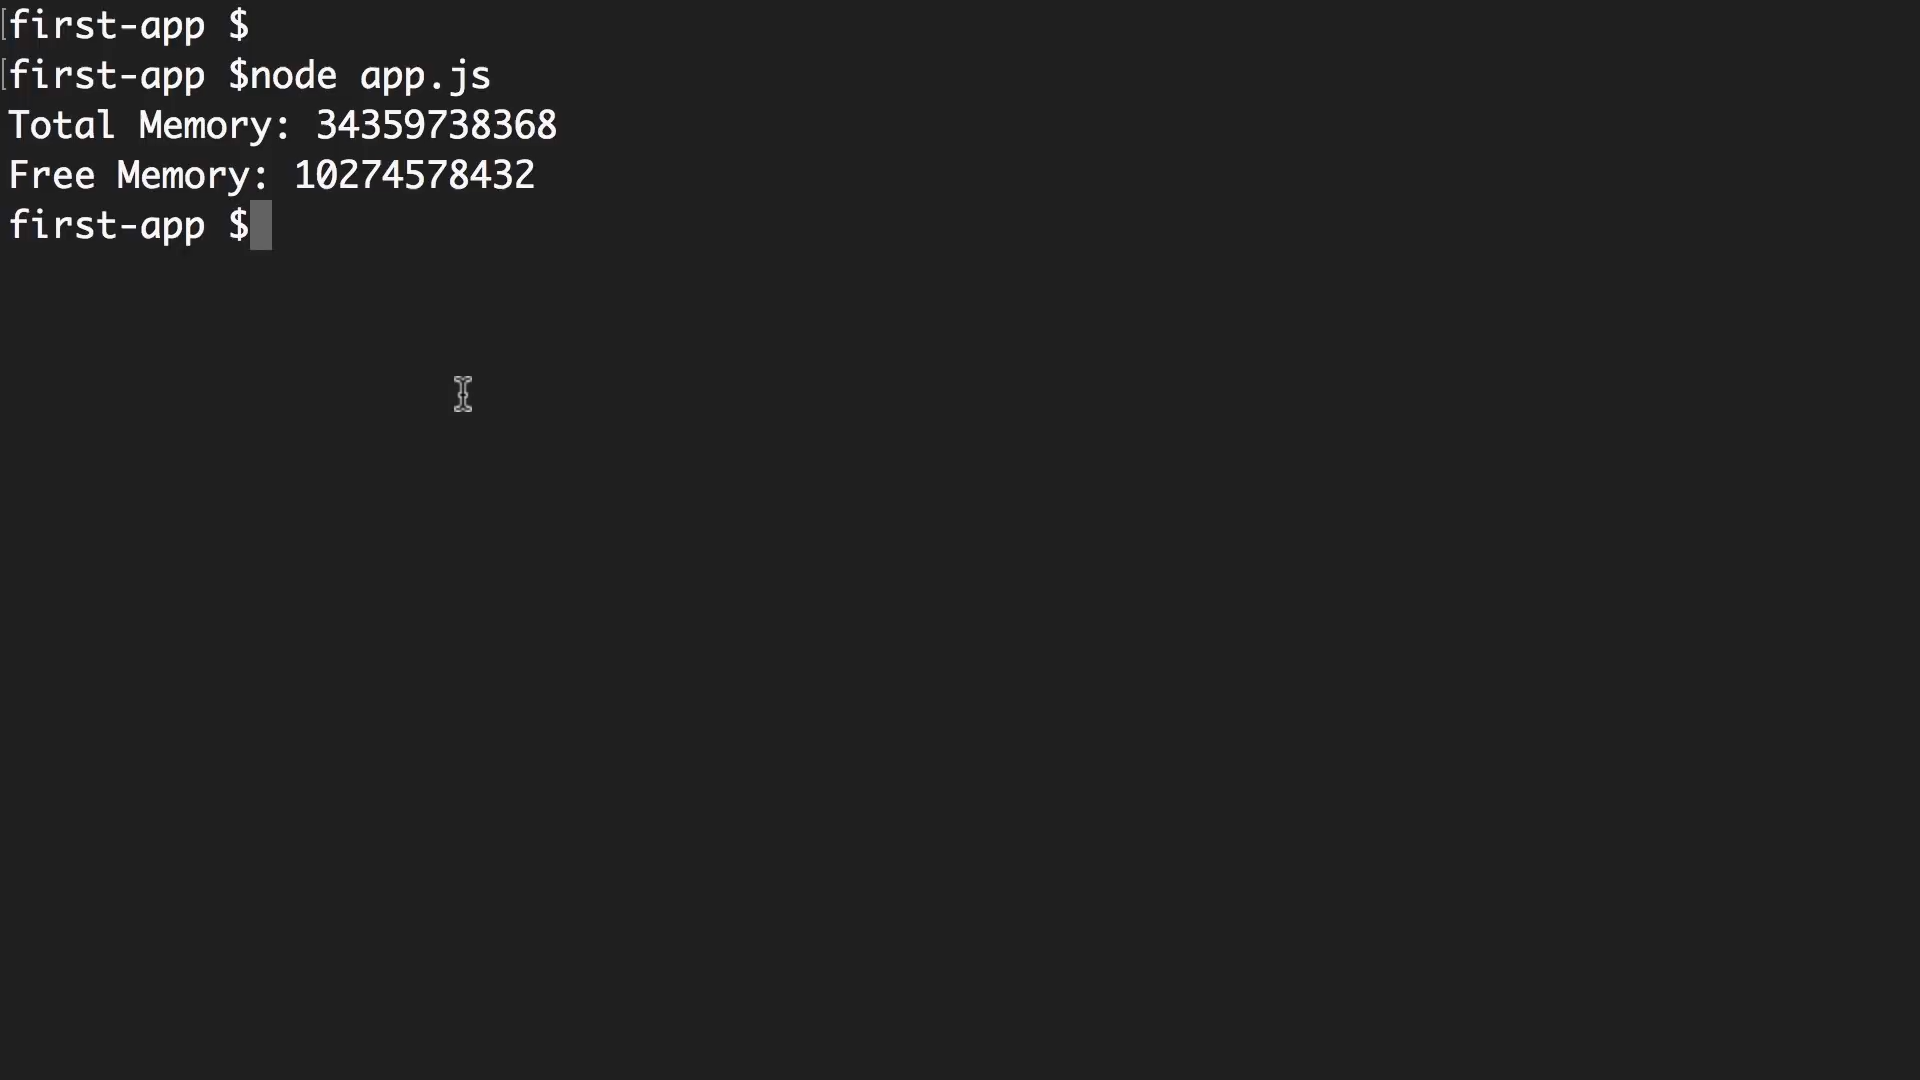 [first-app $
[first-app $node app.js
Total Memory: 34359738368
Free Memory: 10274578432
first-app $